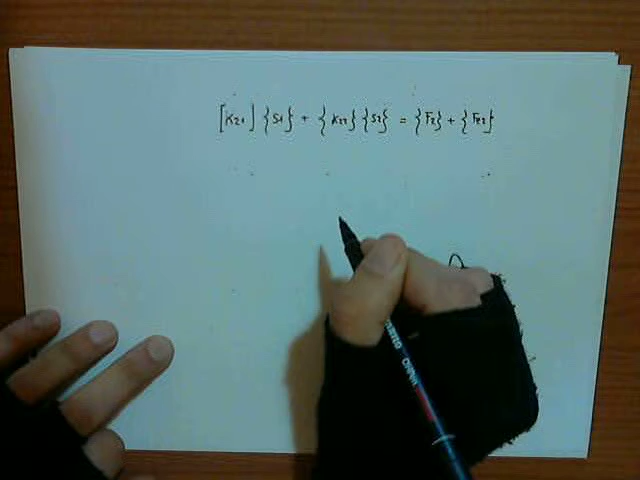 [K21] {S1} + {K22} {S2} = {F2} + {FE2}